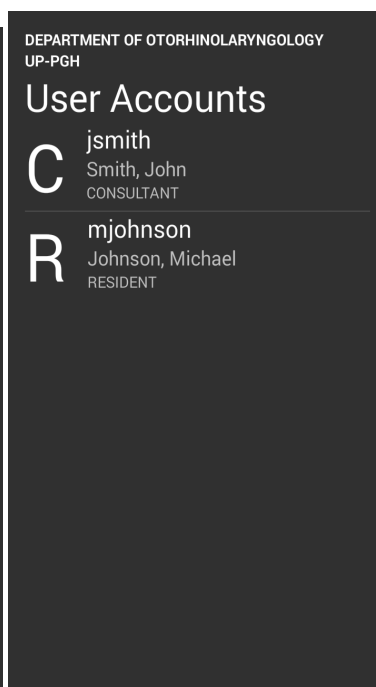 DEPARTMENT OF OTORHINOLARYNGOLOGY
UP-PGH
User Accounts
C
jsmith
Smith, John
CONSULTANT
R
mjohnson
Johnson, Michael
RESIDENT